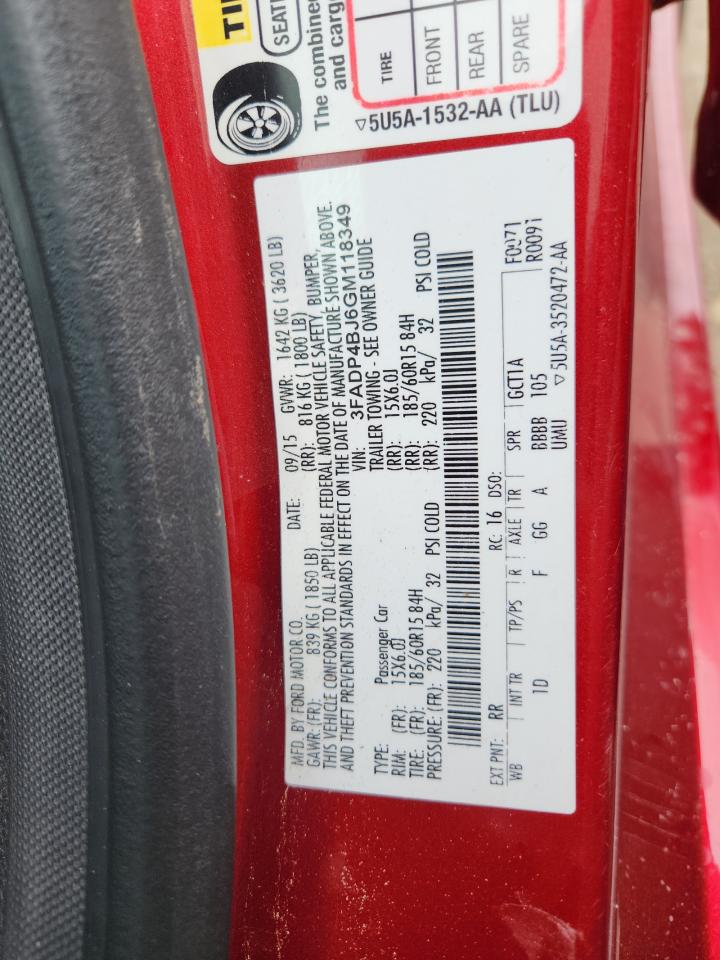 TI
SEATI
The combined
and cargo
TIRE
FRONT
REAR
SPARE
▽5U5A-1532-AA (TLU)
MFD. BY FORD MOTOR CO. DATE: 09/15 GVWR: 1642 KG ( 3620 LB)
GAWR: (FR): 839 KG ( 1850 LB) (RR): 816 KG ( 1800 LB)
THIS VEHICLE CONFORMS TO ALL APPLICABLE FEDERAL MOTOR VEHICLE SAFETY, BUMPER,
AND THEFT PREVENTION STANDARDS IN EFFECT ON THE DATE OF MANUFACTURE SHOWN ABOVE.
VIN: 3FADP4BJ6GM118349
TYPE: Passenger Car TRAILER TOWING - SEE OWNER GUIDE
RIM: (FR): 15X6.0J (RR): 15X6.0J
TIRE: (FR): 185/60R15 84H (RR): 185/60R15 84H
PRESSURE: (FR): 220 kPa/ 32 PSI COLD (RR): 220 kPa/ 32 PSI COLD
EXT PNT: RR RC: 16 DSO: F0071
WB INT TR TP/PS R AXLE TR SPR GCT1A R0091
1D F GG A BBBB 105
UMU ▽5U5A-3520472-AA